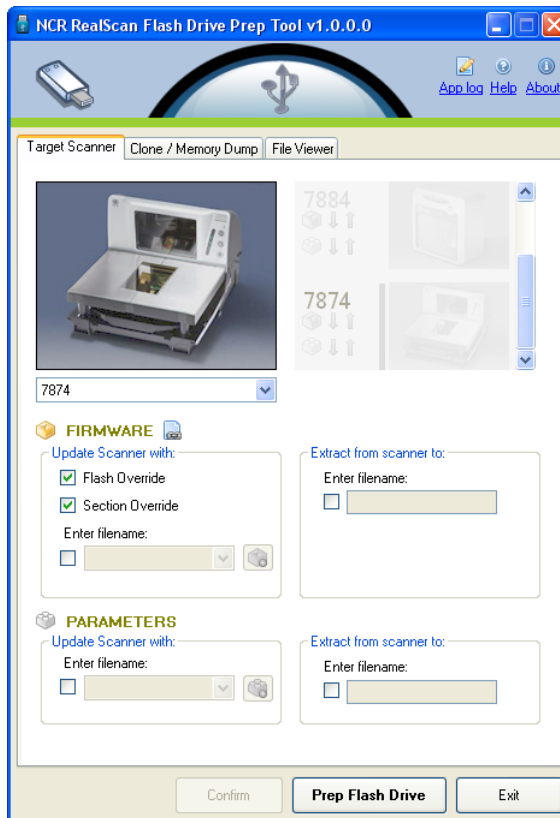 NCR RealScan Flash Drive Prep Tool v1.0.0.0
App log Help About
Target Scanner Clone / Memory Dump File Viewer
7884
7874
7874
FIRMWARE
Update Scanner with: Extract from scanner to:
Flash Override Enter filename:
Section Override
Enter filename:
PARAMETERS
Update Scanner with: Extract from scanner to:
Enter filename: Enter filename:
Confirm Prep Flash Drive Exit